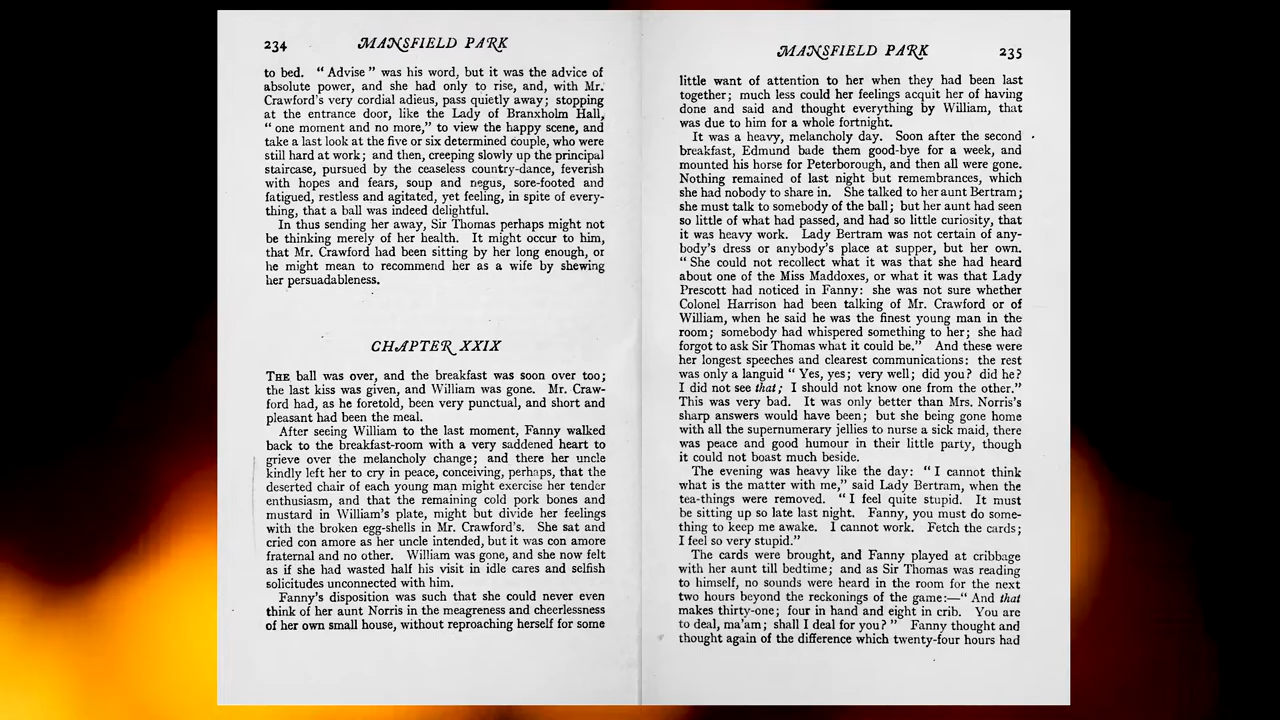 234
MANSFIELD PARK
to bed. “ Advise ” was his word, but it was the advice of
absolute power, and she had only to rise, and, with Mr.
Crawford's very cordial adieus, pass quietly away; stopping
at the entrance door, like the Lady of Branxholm Hall,
“ one moment and no more,” to view the happy scene, and
take a last look at the five or six determined couple, who were
still hard at work; and then, creeping slowly up the principal
staircase, pursued by the ceaseless country-dance, feverish
with hopes and fears, soup and negus, sore-footed and
fatigued, restless and agitated, yet feeling, in spite of every-
thing, that a ball was indeed delightful.
In thus sending her away, Sir Thomas perhaps might not
be thinking merely of her health. It might occur to him,
that Mr. Crawford had been sitting by her long enough, or
he might mean to recommend her as a wife by shewing
her persuadableness.
CHAPTER XXIX
THE ball was over, and the breakfast was soon over too;
the last kiss was given, and William was gone. Mr. Craw-
ford had, as he foretold, been very punctual, and short and
pleasant had been the meal.
After seeing William to the last moment, Fanny walked
back to the breakfast-room with a very saddened heart to
grieve over the melancholy change; and there her uncle
kindly left her to cry in peace, conceiving, perhaps, that the
deserted chair of each young man might exercise her tender
enthusiasm, and that the remaining cold pork bones and
mustard in William's plate, might but divide her feelings
with the broken egg-shells in Mr. Crawford's. She sat and
cried con amore as her uncle intended, but it was con amore
fraternal and no other. William was gone, and she now felt
as if she had wasted half his visit in idle cares and selfish
solicitudes unconnected with him.
Fanny's disposition was such that she could never even
think of her aunt Norris in the meagreness and cheerlessness
of her own small house, without reproaching herself for some
MANSFIELD PARK
235
little want of attention to her when they had been last
together; much less could her feelings acquit her of having
done and said and thought everything by William, that
was due to him for a whole fortnight.
It was a heavy, melancholy day. Soon after the second
breakfast, Edmund bade them good-bye for a week, and
mounted his horse for Peterborough, and then all were gone.
Nothing remained of last night but remembrances, which
she had nobody to share in. She talked to her aunt Bertram;
she must talk to somebody of the ball; but her aunt had seen
so little of what had passed, and had so little curiosity, that
it was heavy work. Lady Bertram was not certain of any-
body's dress or anybody's place at supper, but her own.
“ She could not recollect what it was that she had heard
about one of the Miss Maddoxes, or what it was that Lady
Prescott had noticed in Fanny: she was not sure whether
Colonel Harrison had been talking of Mr. Crawford or of
William, when he said he was the finest young man in the
room; somebody had whispered something to her; she had
forgot to ask Sir Thomas what it could be.” And these were
her longest speeches and clearest communications: the rest
was only a languid “ Yes, yes; very well; did you? did he?
I did not see that; I should not know one from the other.”
This was very bad. It was only better than Mrs. Norris's
sharp answers would have been; but she being gone home
with all the supernumerary jellies to nurse a sick maid, there
was peace and good humour in their little party, though
it could not boast much beside.
The evening was heavy like the day: “ I cannot think
what is the matter with me,” said Lady Bertram, when the
tea-things were removed. “ I feel quite stupid. It must
be sitting up so late last night. Fanny, you must do some-
thing to keep me awake. I cannot work. Fetch the cards;
I feel so very stupid.”
The cards were brought, and Fanny played at cribbage
with her aunt till bedtime; and as Sir Thomas was reading
to himself, no sounds were heard in the room for the next
two hours beyond the reckonings of the game:—“ And that
makes thirty-one; four in hand and eight in crib. You are
to deal, ma'am; shall I deal for you? ” Fanny thought and
thought again of the difference which twenty-four hours had